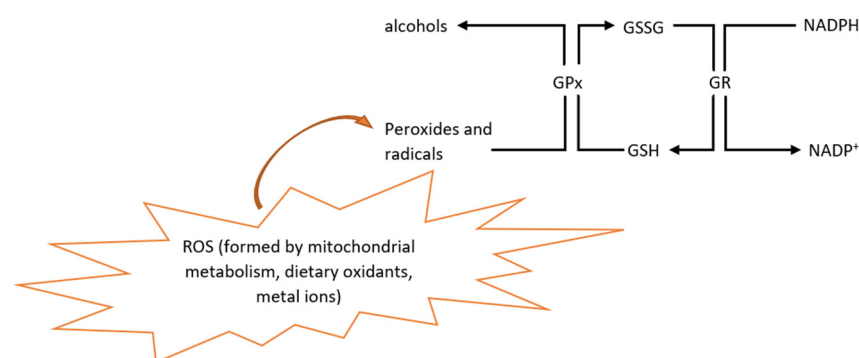 alcohols
GSSG
NADPH
GPx
GR
Peroxides and
radicals
GSH
NADP⁺
ROS (formed by mitochondrial
metabolism, dietary oxidants,
metal ions)